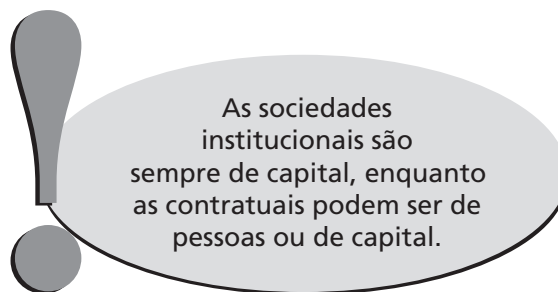 As sociedades
institucionais são
sempre de capital, enquanto
as contratuais podem ser de
pessoas ou de capital.